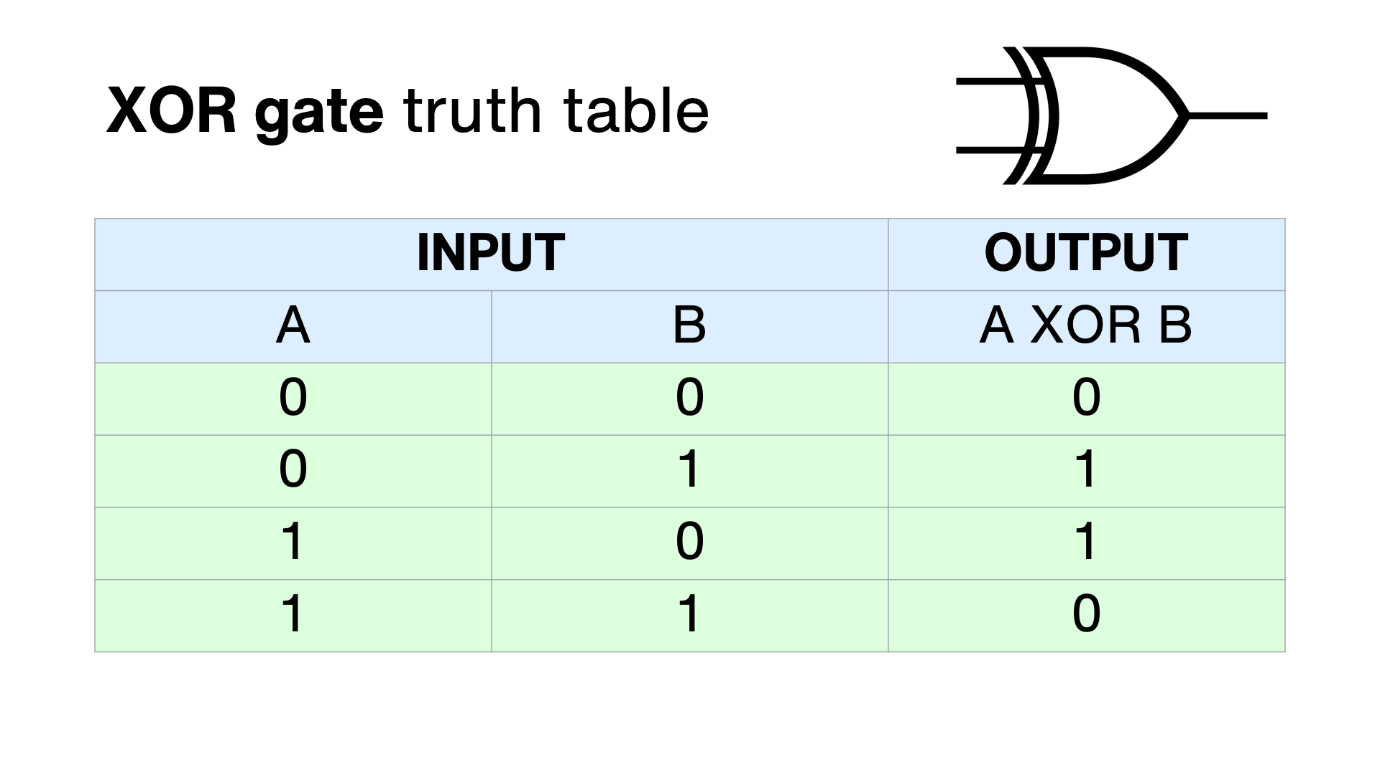 XOR gate truth table
INPUT OUTPUT
A B A XOR B
0 0 0
0 1 1
1 0 1
1 1 0